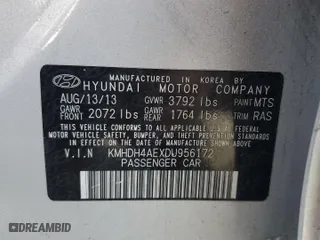 MANUFACTURED IN KOREA BY
HYUNDAI HYUNDAI MOTOR COMPANY
AUG/13/13 GVWR 3792 lbs PAINT MTS
GAWR FRONT 2072 lbs GAWR REAR 1764 lbs TRIM RAS
THIS VEHICLE CONFORMS TO ALL APPLICABLE U.S.
FEDERAL MOTOR VEHICLE SAFETY, BUMPER, AND
THEFT PREVENTION STANDARDS IN EFFECT ON
THE DATE OF MANUFACTURE SHOWN ABOVE.
V.I.N KMHDH4AEXDU956172
PASSENGER CAR
AutoHelperBot